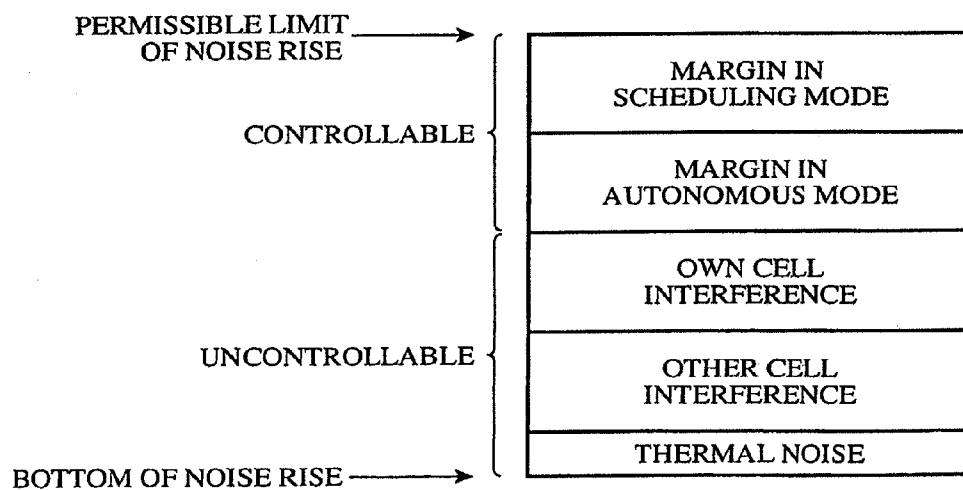 PERMISSIBLE LIMIT
OF NOISE RISE
MARGIN IN
SCHEDULING MODE
CONTROLLABLE
MARGIN IN
AUTONOMOUS MODE
OWN CELL
INTERFERENCE
UNCONTROLLABLE
OTHER CELL
INTERFERENCE
THERMAL NOISE
BOTTOM OF NOISE RISE